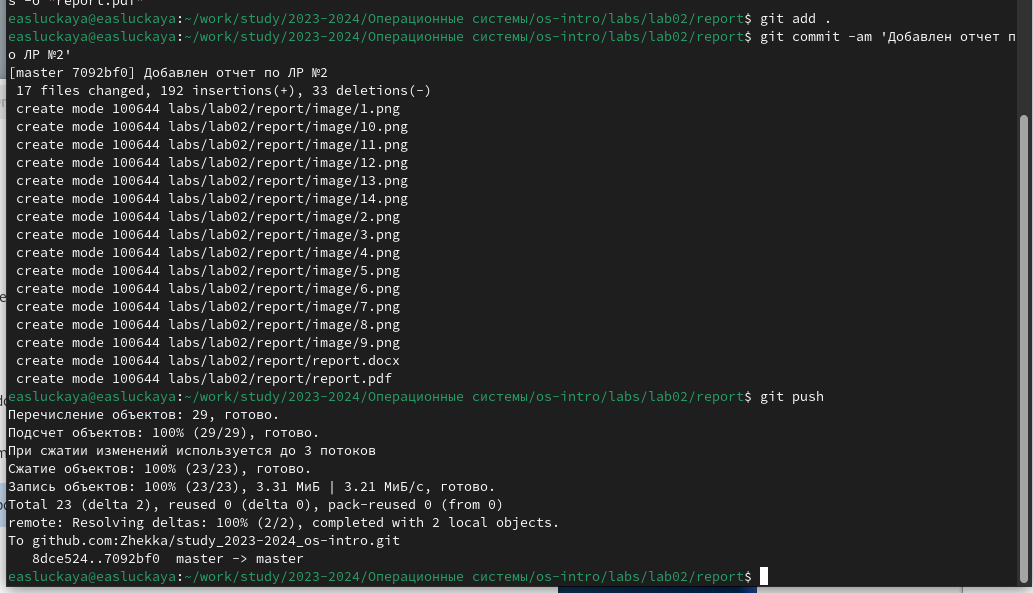 s -o "report.pdf"
easluckaya@easluckaya:~/work/study/2023-2024/Операционные системы/os-intro/labs/lab02/report$ git add .
easluckaya@easluckaya:~/work/study/2023-2024/Операционные системы/os-intro/labs/lab02/report$ git commit -am 'Добавлен отчет п
о ЛР №2'
[master 7092bf0] Добавлен отчет по ЛР №2
 17 files changed, 192 insertions(+), 33 deletions(-)
 create mode 100644 labs/lab02/report/image/1.png
 create mode 100644 labs/lab02/report/image/10.png
 create mode 100644 labs/lab02/report/image/11.png
 create mode 100644 labs/lab02/report/image/12.png
 create mode 100644 labs/lab02/report/image/13.png
 create mode 100644 labs/lab02/report/image/14.png
 create mode 100644 labs/lab02/report/image/2.png
 create mode 100644 labs/lab02/report/image/3.png
 create mode 100644 labs/lab02/report/image/4.png
 create mode 100644 labs/lab02/report/image/5.png
 create mode 100644 labs/lab02/report/image/6.png
 create mode 100644 labs/lab02/report/image/7.png
 create mode 100644 labs/lab02/report/image/8.png
 create mode 100644 labs/lab02/report/image/9.png
 create mode 100644 labs/lab02/report/report.docx
 create mode 100644 labs/lab02/report/report.pdf
easluckaya@easluckaya:~/work/study/2023-2024/Операционные системы/os-intro/labs/lab02/report$ git push
Перечисление объектов: 29, готово.
Подсчет объектов: 100% (29/29), готово.
При сжатии изменений используется до 3 потоков
Сжатие объектов: 100% (23/23), готово.
Запись объектов: 100% (23/23), 3.31 МиБ | 3.21 МиБ/с, готово.
Total 23 (delta 2), reused 0 (delta 0), pack-reused 0 (from 0)
remote: Resolving deltas: 100% (2/2), completed with 2 local objects.
To github.com:Zhekka/study_2023-2024_os-intro.git
   8dce524..7092bf0  master -> master
easluckaya@easluckaya:~/work/study/2023-2024/Операционные системы/os-intro/labs/lab02/report$